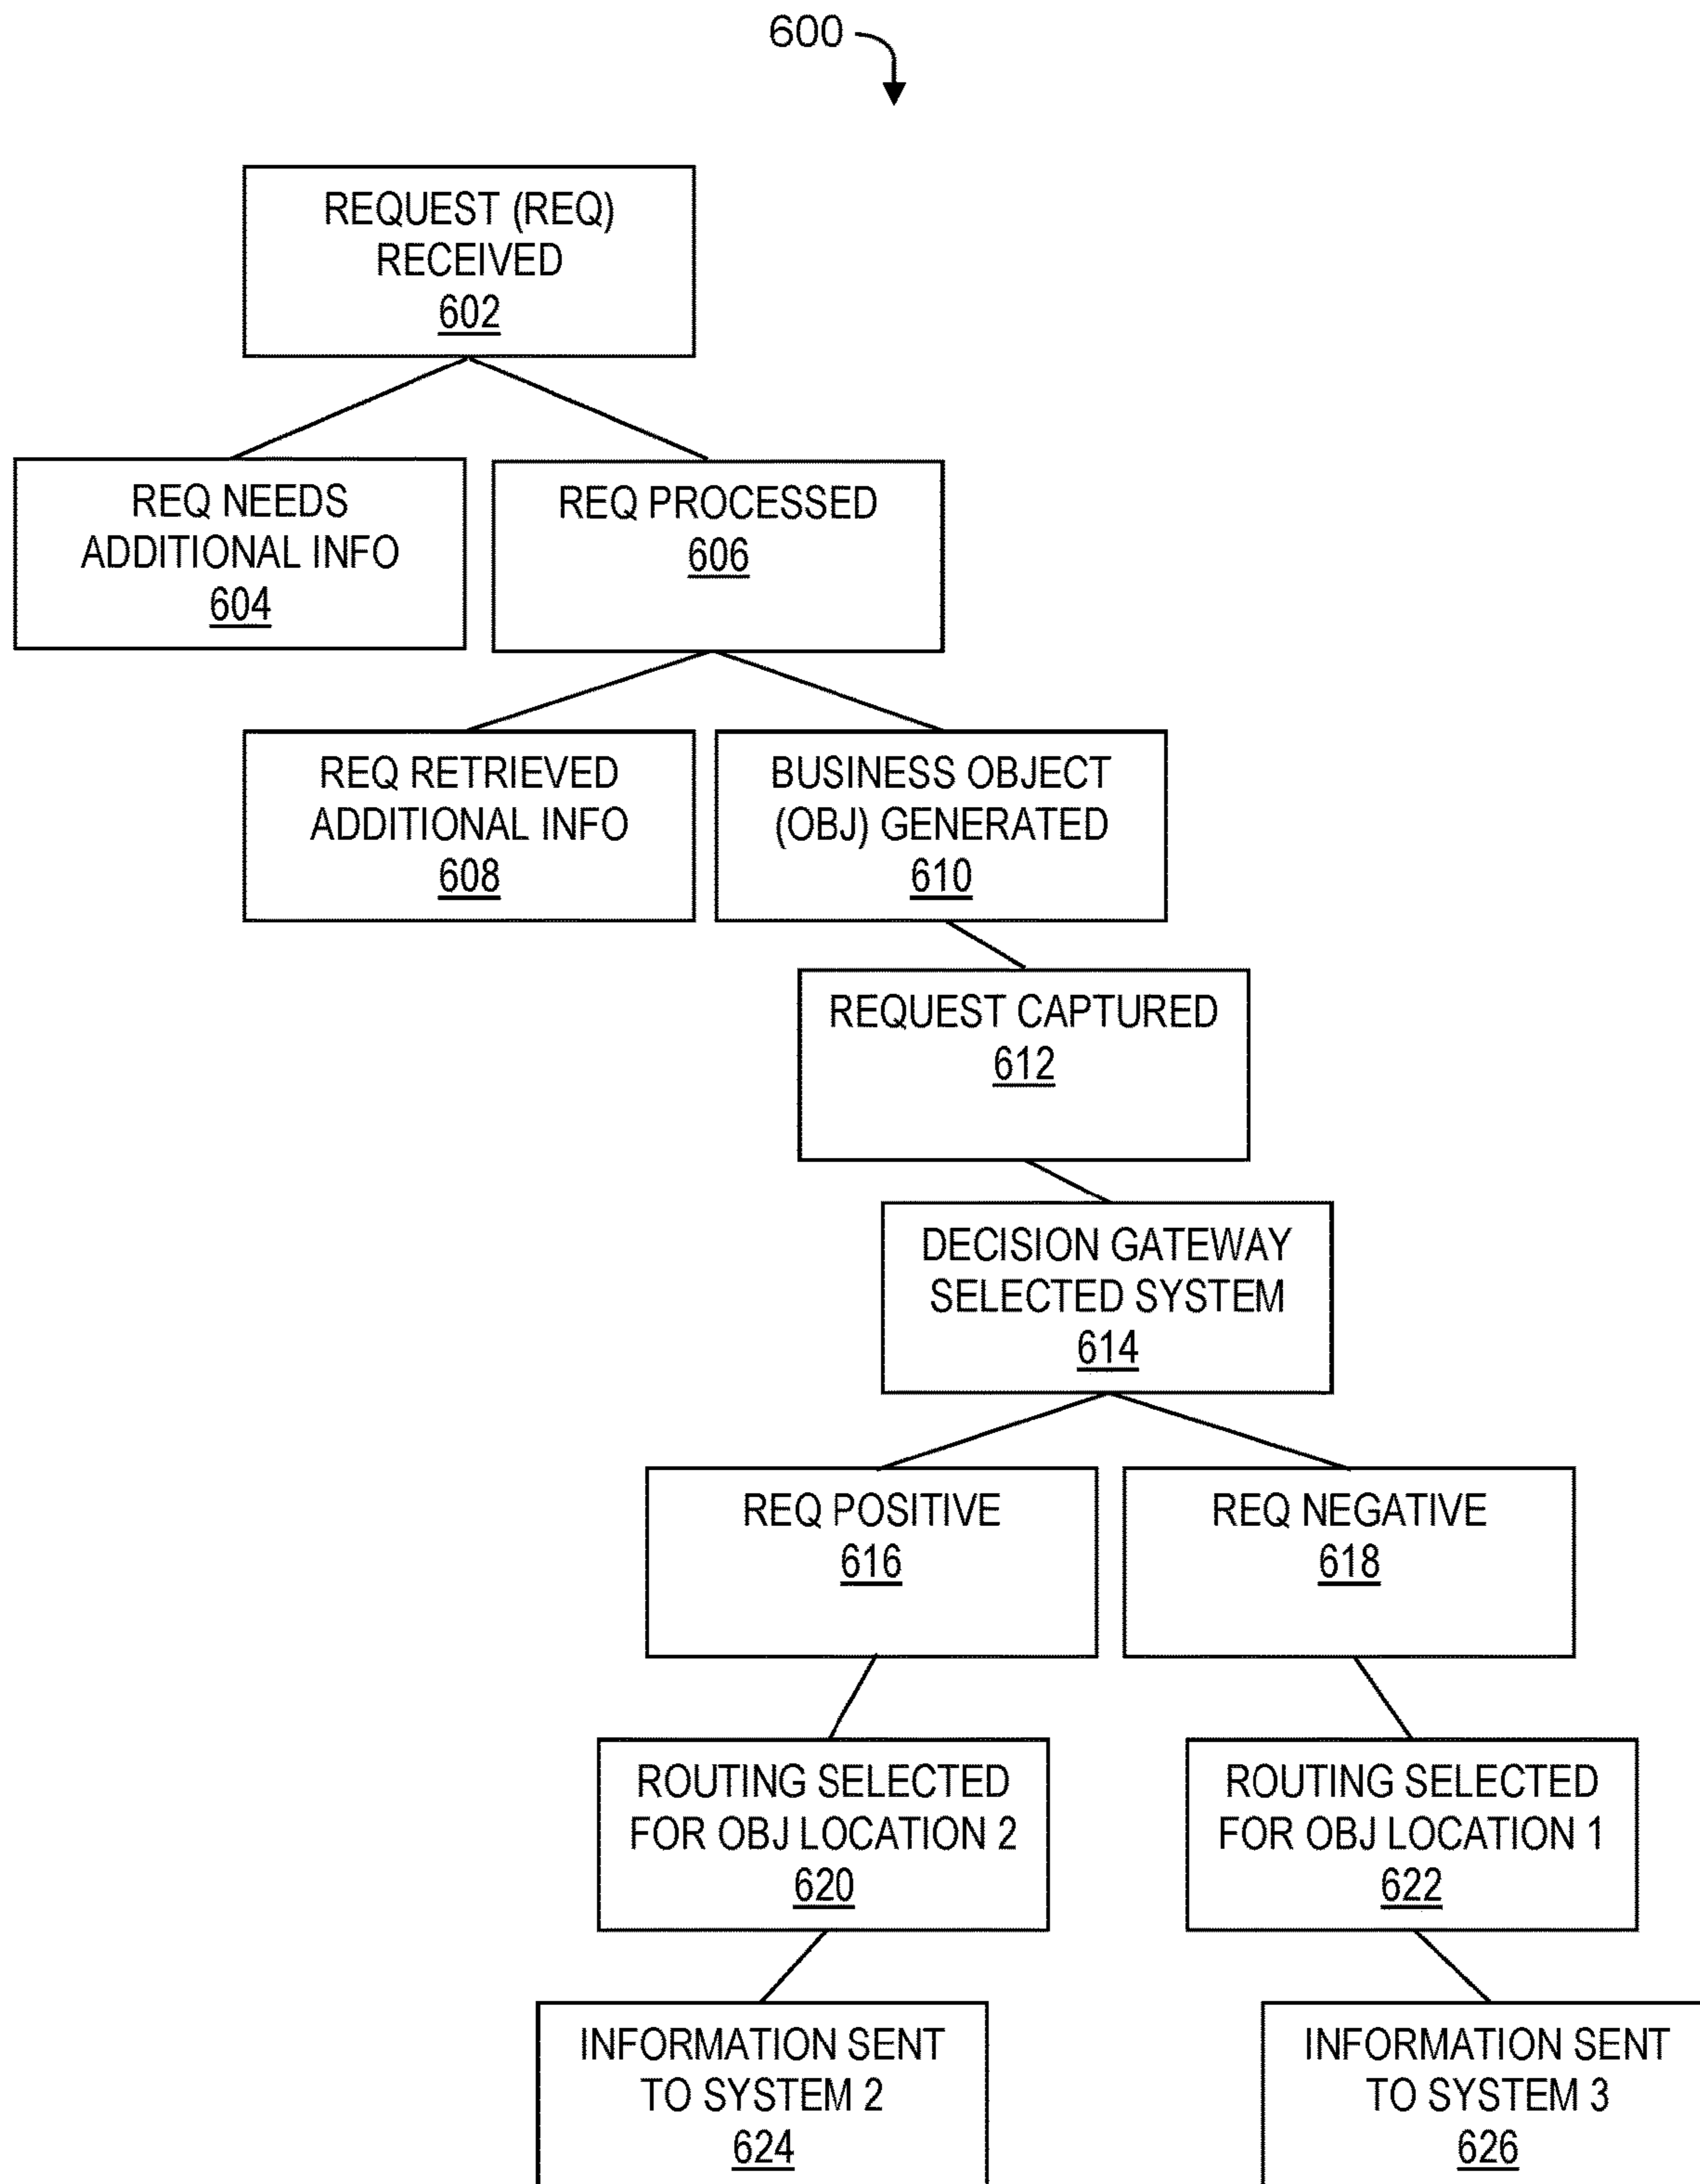 600
REQUEST (REQ)
RECEIVED
602
REQ NEEDS
ADDITIONAL INFO
604
REQ PROCESSED
606
REQ RETRIEVED
ADDITIONAL INFO
608
BUSINESS OBJECT
(OBJ) GENERATED
610
REQUEST CAPTURED
612
DECISION GATEWAY
SELECTED SYSTEM
614
REQ POSITIVE
616
REQ NEGATIVE
618
ROUTING SELECTED
FOR OBJ LOCATION 2
620
ROUTING SELECTED
FOR OBJ LOCATION 1
622
INFORMATION SENT
TO SYSTEM 2
624
INFORMATION SENT
TO SYSTEM 3
626